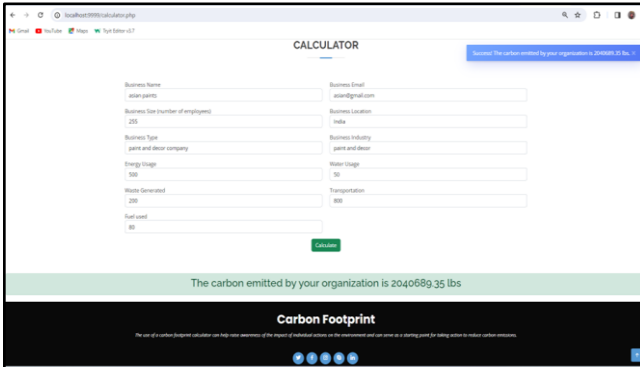 localhost:9999/calculator.php
Gmail YouTube Maps Tryit Editor v3.7
CALCULATOR
Success! The carbon emitted by your organization is 2040689.35 lbs. ×
Business Name Business Email
asian paints asian@gmail.com
Business Size (number of employees) Business Location
255 India
Business Type Business Industry
paint and decor company paint and decor
Energy Usage Water Usage
500 50
Waste Generated Transportation
200 800
Fuel used
80
Calculate
The carbon emitted by your organization is 2040689.35 lbs
Carbon Footprint
The use of a carbon footprint calculator can help raise awareness of the impact of individual actions on the environment and can serve as a starting point for taking action to reduce carbon emissions.